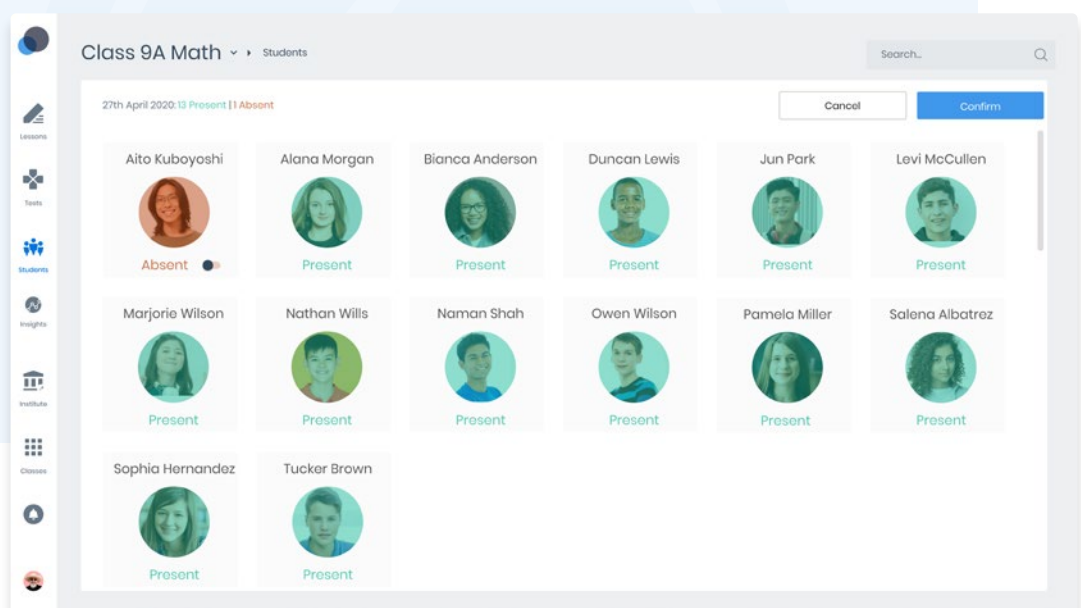 Class 9A Math Students
Search...
27th April 2020: 13 Present | 1 Absent
Cancel
Confirm
Lessons
Tests
Students
Insights
Institute
Classes
Aito Kuboyoshi
Absent
Alana Morgan
Present
Bianca Anderson
Present
Duncan Lewis
Present
Jun Park
Present
Levi McCullen
Present
Marjorie Wilson
Present
Nathan Wills
Present
Naman Shah
Present
Owen Wilson
Present
Pamela Miller
Present
Salena Albatrez
Present
Sophia Hernandez
Present
Tucker Brown
Present